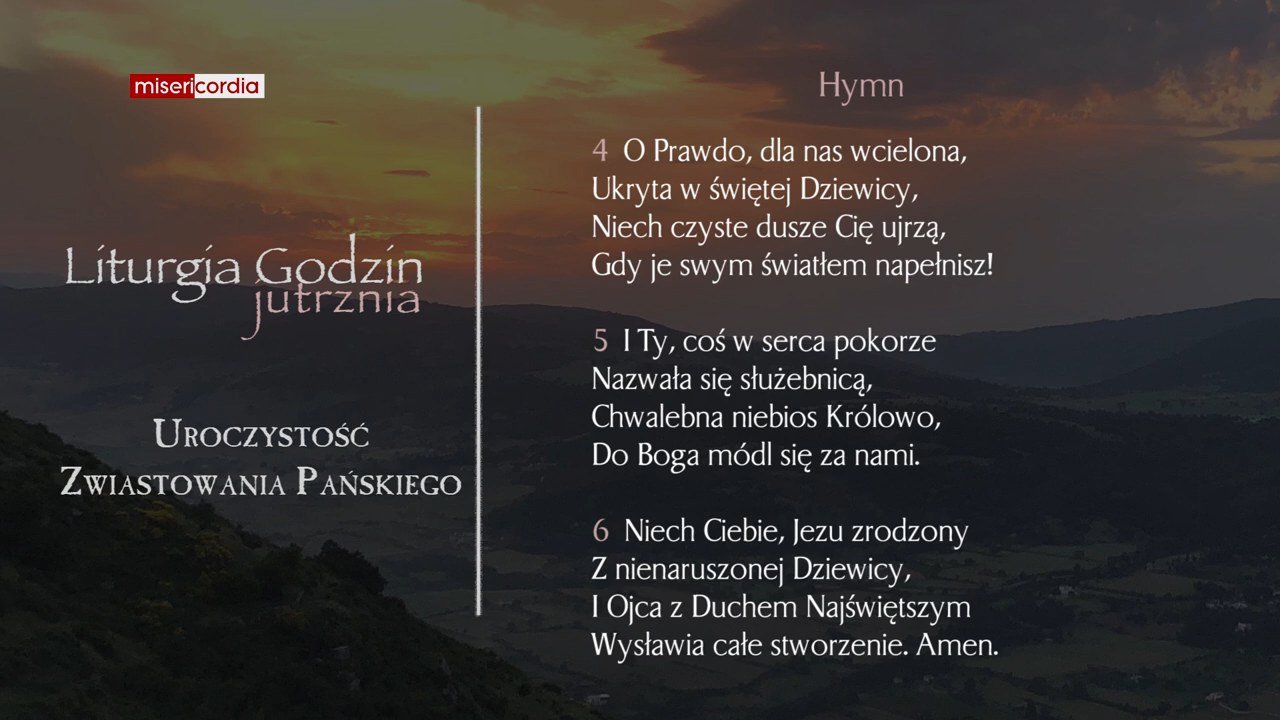 misericordia
Liturgia Godzin
jutrznia
Uroczystość
Zwiastowania Pańskiego
Hymn
4 O Prawdo, dla nas wcielona,
Ukryta w świętej Dziewicy,
Niech czyste dusze Cię ujrzą,
Gdy je swym światłem napełnisz!
5 I Ty, coś w serca pokorze
Nazwała się służebnicą,
Chwalebna niebios Królowo,
Do Boga módl się za nami.
6 Niech Ciebie, Jezu zrodzony
Z nienaruszonej Dziewicy,
I Ojca z Duchem Najświętszym
Wysławia całe stworzenie. Amen.